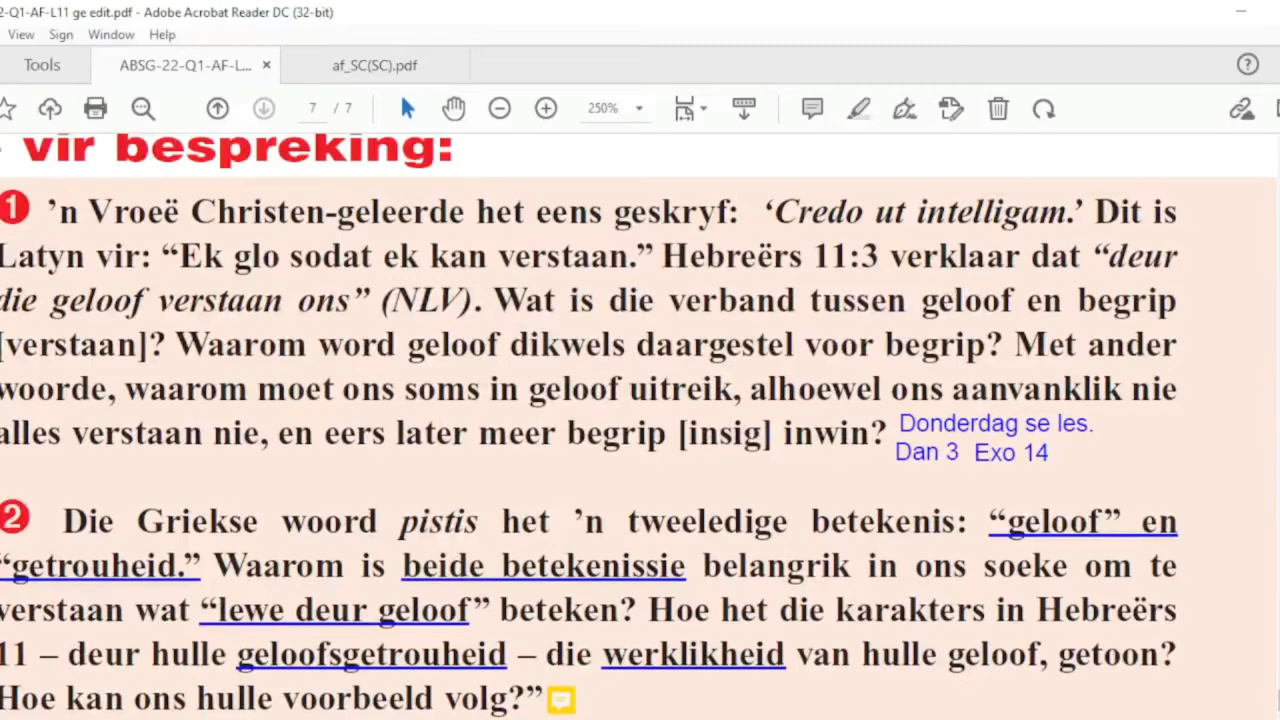 2-Q1-AF-L11 ge edit.pdf - Adobe Acrobat Reader DC (32-bit)
View Sign Window Help
Tools ABSG-22-Q1-AF-L... × af_SC(SC).pdf
7 / 7 250%
vir bespreking:
1 ’n Vroeë Christen-geleerde het eens geskryf: ‘Credo ut intelligam.’ Dit is
Latyn vir: “Ek glo sodat ek kan verstaan.” Hebreërs 11:3 verklaar dat “deur
die geloof verstaan ons” (NLV). Wat is die verband tussen geloof en begrip
[verstaan]? Waarom word geloof dikwels daargestel voor begrip? Met ander
woorde, waarom moet ons soms in geloof uitreik, alhoewel ons aanvanklik nie
alles verstaan nie, en eers later meer begrip [insig] inwin? Donderdag se les.
Dan 3 Exo 14
2 Die Griekse woord pistis het ’n tweeledige betekenis: “geloof” en
“getrouheid.” Waarom is beide betekenissie belangrik in ons soeke om te
verstaan wat “lewe deur geloof” beteken? Hoe het die karakters in Hebreërs
11 – deur hulle geloofsgetrouheid – die werklikheid van hulle geloof, getoon?
Hoe kan ons hulle voorbeeld volg?”